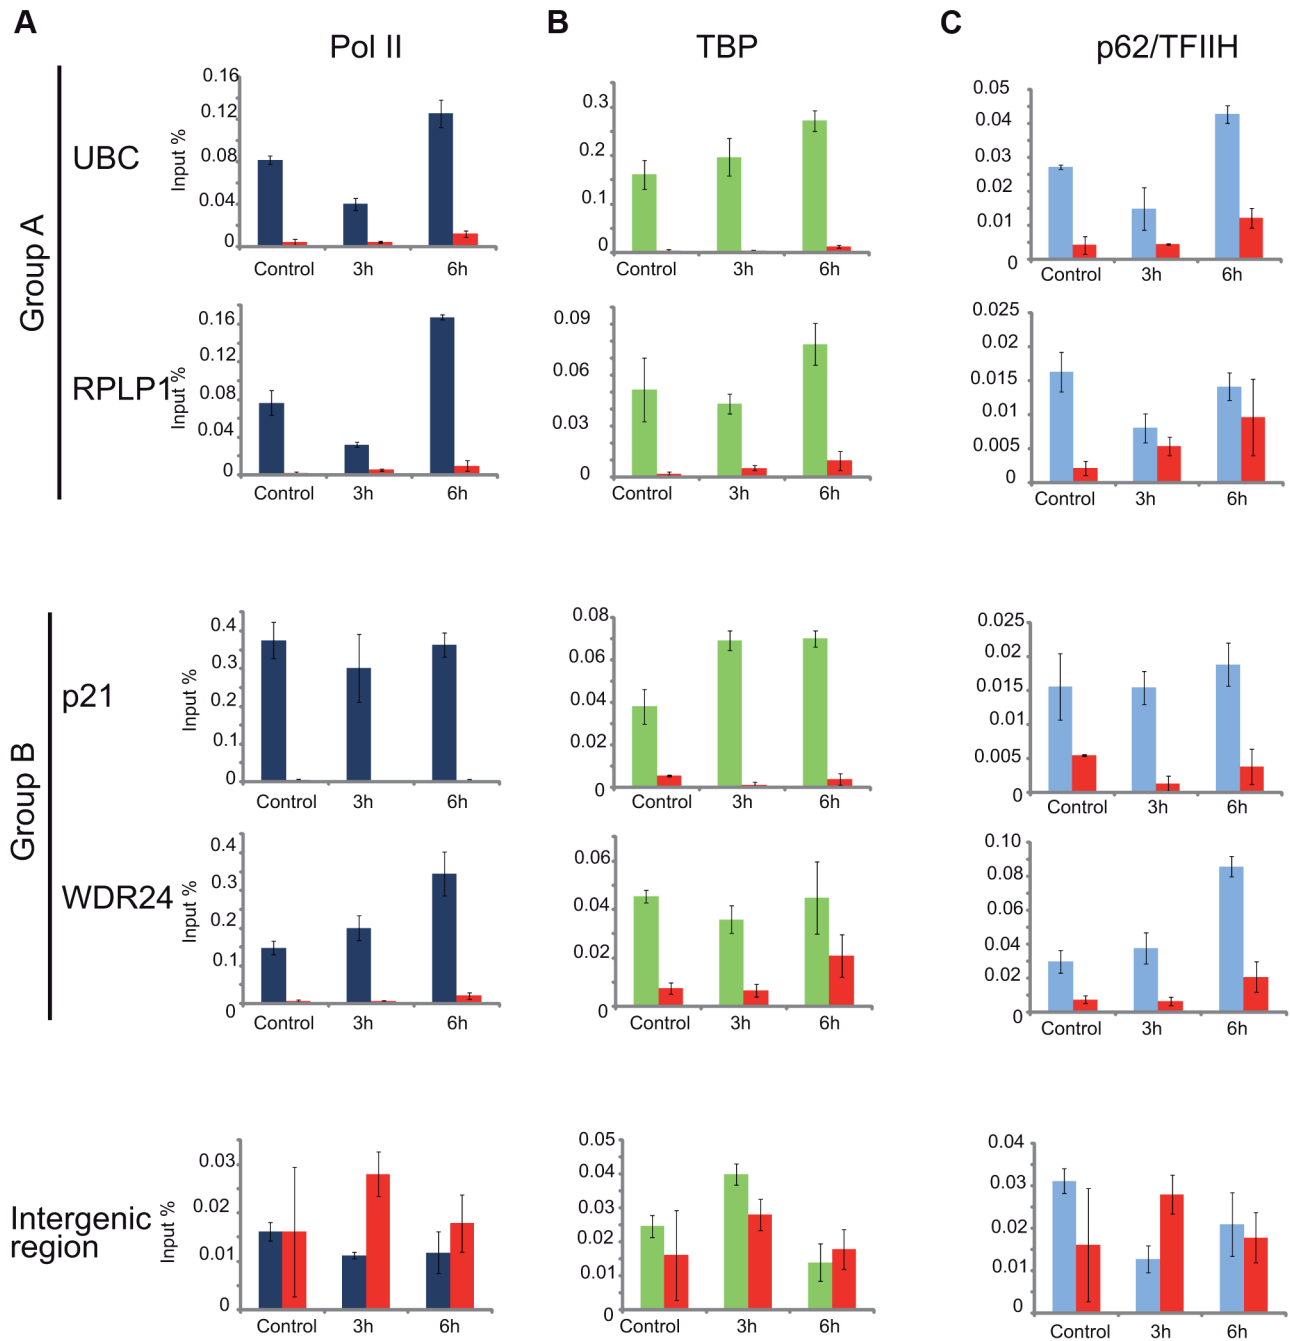 A
B
C
Pol II
TBP
p62/TFIIH
Group A
UBC
Input %
0.16
0.12
0.08
0.04
0
Control 3h 6h
0.3
0.2
0.1
0
Control 3h 6h
0.05
0.04
0.03
0.02
0.01
0
Control 3h 6h
RPLP1
Input %
0.16
0.12
0.08
0.04
0
Control 3h 6h
0.09
0.06
0.03
0
Control 3h 6h
0.025
0.02
0.015
0.01
0.005
0
Control 3h 6h
Group B
p21
Input %
0.4
0.3
0.2
0.1
0
Control 3h 6h
0.08
0.06
0.04
0.02
0
Control 3h 6h
0.025
0.02
0.015
0.01
0.005
0
Control 3h 6h
WDR24
Input %
0.4
0.3
0.2
0.1
0
Control 3h 6h
0.06
0.04
0.02
0
Control 3h 6h
0.10
0.08
0.06
0.04
0.02
0
Control 3h 6h
Intergenic
region
Input %
0.03
0.02
0.01
0
Control 3h 6h
0.05
0.04
0.03
0.02
0.01
0
Control 3h 6h
0.04
0.03
0.02
0.01
0
Control 3h 6h